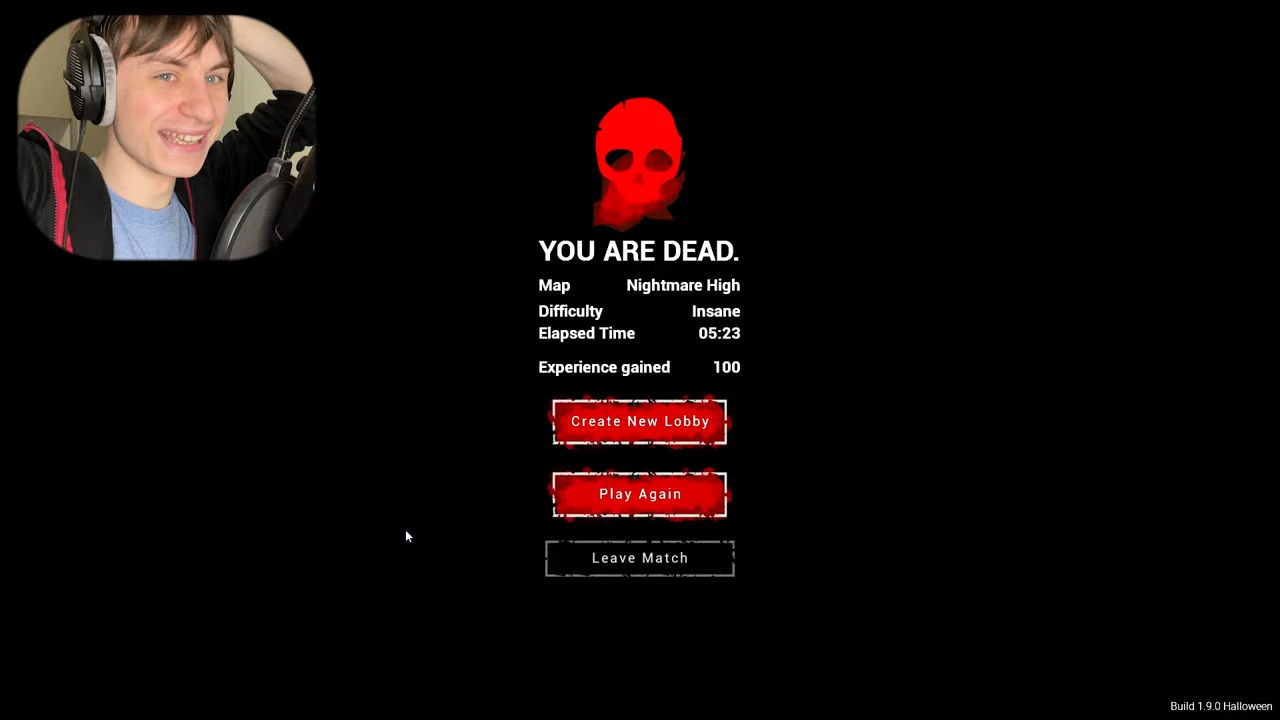 YOU ARE DEAD.
Map Nightmare High
Difficulty Insane
Elapsed Time 05:23
Experience gained 100
Create New Lobby
Play Again
Leave Match
Build 1.9.0 Halloween